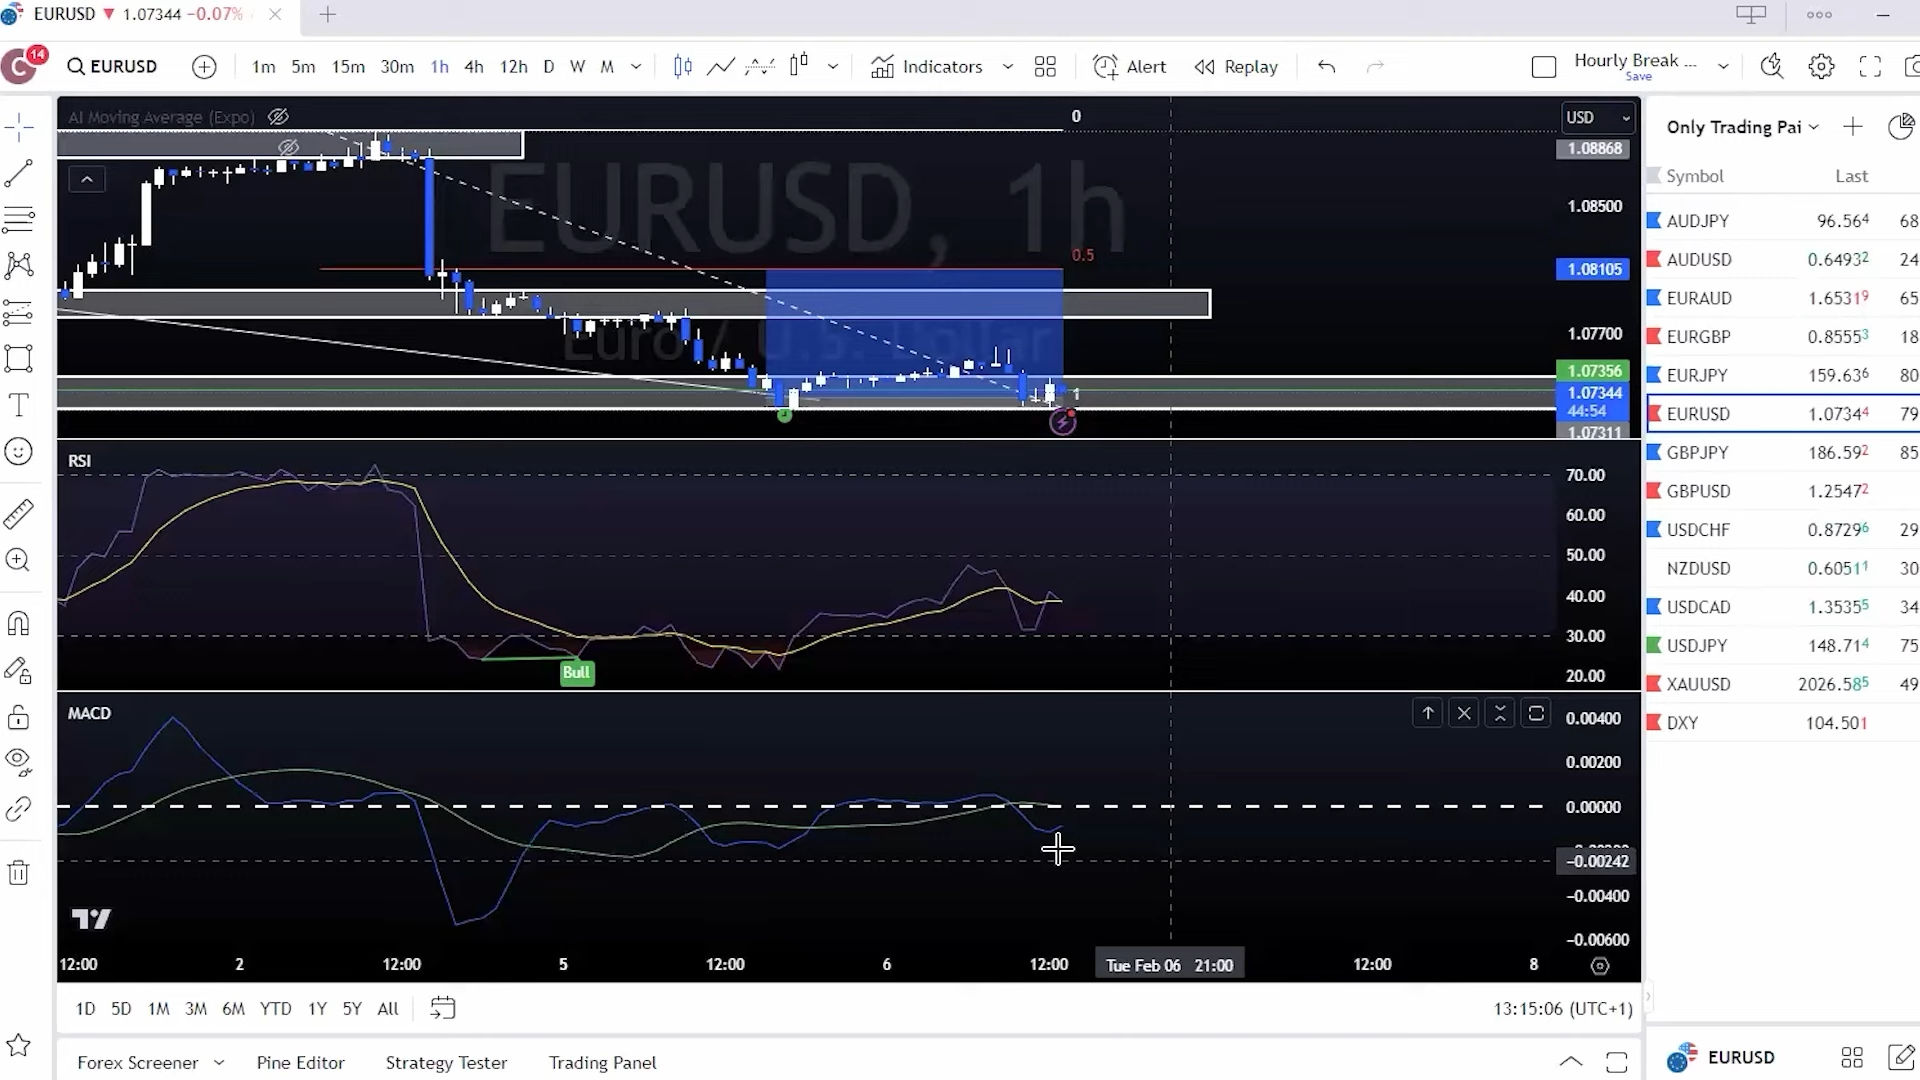 EURUSD 1.07344 −0.07%
C 14 EURUSD 1m 5m 15m 30m 1h 4h 12h D W M Indicators Alert Replay Hourly Break ... Save
AI Moving Average (Expo)
0
USD
1.08868
1.08500
0.5
1.08105
1.07700
1.07356
1.07344
44:54
1.07311
1
EURUSD, 1h
Euro / U.S. Dollar
RSI
70.00
60.00
50.00
40.00
30.00
20.00
Bull
MACD
0.00400
0.00200
0.00000
−0.00242
−0.00400
−0.00600
12:00 2 12:00 5 12:00 6 12:00 Tue Feb 06 21:00 12:00 8
1D 5D 1M 3M 6M YTD 1Y 5Y All
13:15:06 (UTC+1)
Forex Screener Pine Editor Strategy Tester Trading Panel
Only Trading Pai
Symbol Last
AUDJPY 96.564 68
AUDUSD 0.64932 24
EURAUD 1.65319 65
EURGBP 0.85553 18
EURJPY 159.636 80
EURUSD 1.07344 79
GBPJPY 186.592 85
GBPUSD 1.25472
USDCHF 0.87296 29
NZDUSD 0.60511 30
USDCAD 1.35355 34
USDJPY 148.714 75
XAUUSD 2026.585 49
DXY 104.501
EURUSD